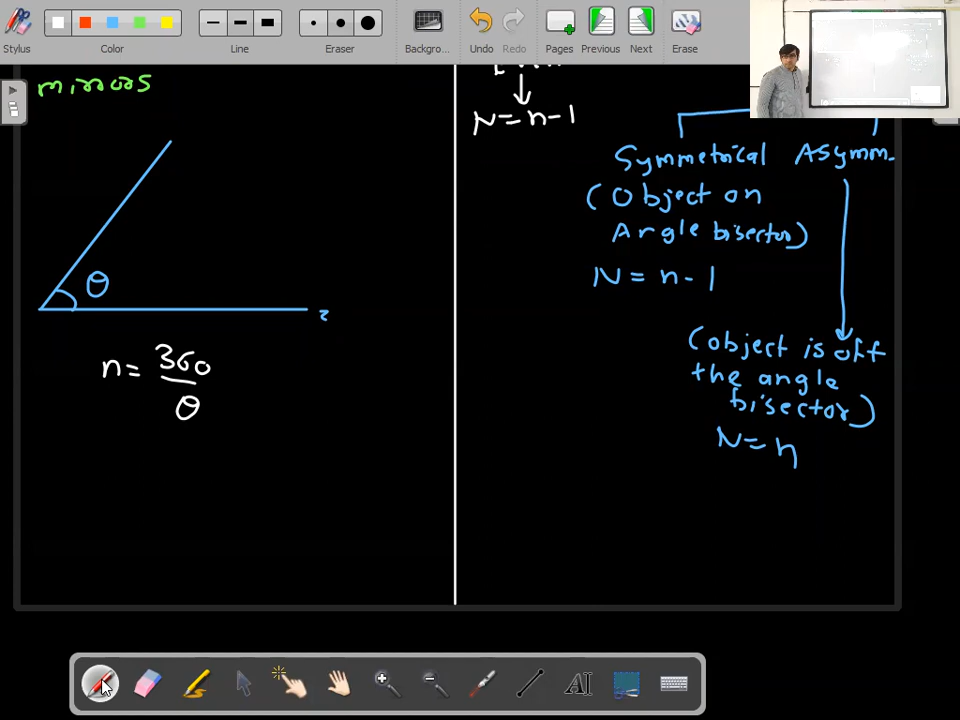 Stylus
Color
Line
Eraser
Backgro...
Undo
Redo
Pages
Previous
Next
Erase
mirrors
θ
n = 360
θ
N = n-1
Symmetrical
(Object on
Angle bisector)
N = n-1
Asymm.
(object is off
the angle
bisector)
N = n
AI